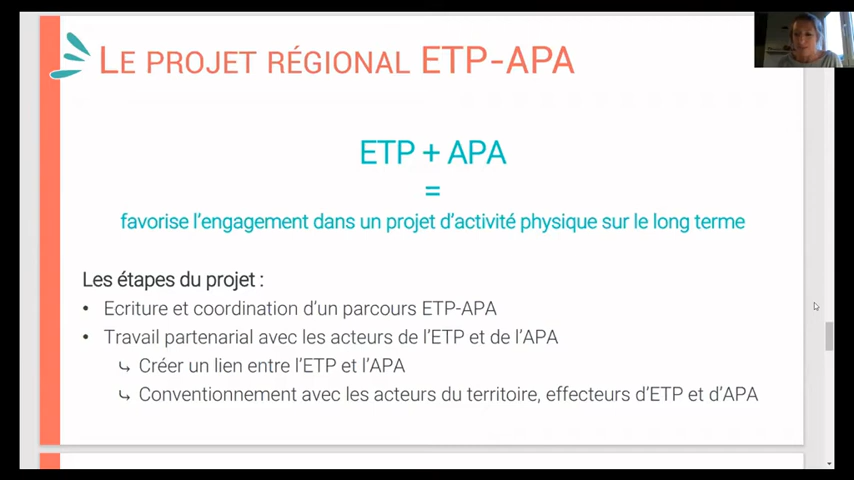 LE PROJET RÉGIONAL ETP-APA
ETP + APA
=
favorise l'engagement dans un projet d'activité physique sur le long terme
Les étapes du projet :
• Ecriture et coordination d'un parcours ETP-APA
• Travail partenarial avec les acteurs de l'ETP et de l'APA
↳ Créer un lien entre l'ETP et l'APA
↳ Conventionnement avec les acteurs du territoire, effecteurs d'ETP et d'APA